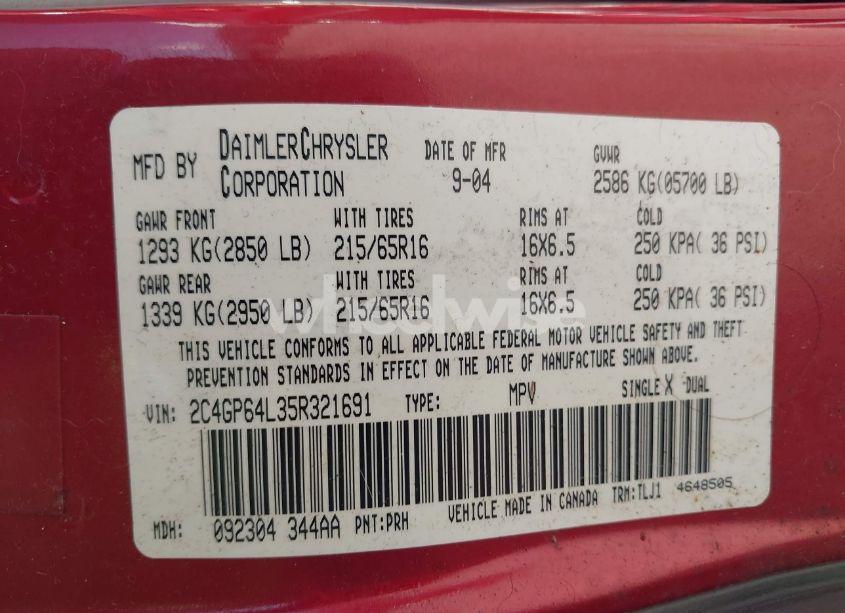 MFD BY DAIMLERCHRYSLER CORPORATION DATE OF MFR 9-04 GVWR 2586 KG(05700 LB)
GAWR FRONT WITH TIRES RIMS AT COLD
1293 KG(2850 LB) 215/65R16 16X6.5 250 KPA( 36 PSI)
GAWR REAR WITH TIRES RIMS AT COLD
1339 KG(2950 LB) 215/65R16 16X6.5 250 KPA( 36 PSI)
wheelwise
THIS VEHICLE CONFORMS TO ALL APPLICABLE FEDERAL MOTOR VEHICLE SAFETY AND THEFT
PREVENTION STANDARDS IN EFFECT ON THE DATE OF MANUFACTURE SHOWN ABOVE.
VIN: 2C4GP64L35R321691 TYPE: MPV SINGLE X DUAL
MDH: 092304 344AA PNT:PRH VEHICLE MADE IN CANADA TRM:TLJ1 4648505